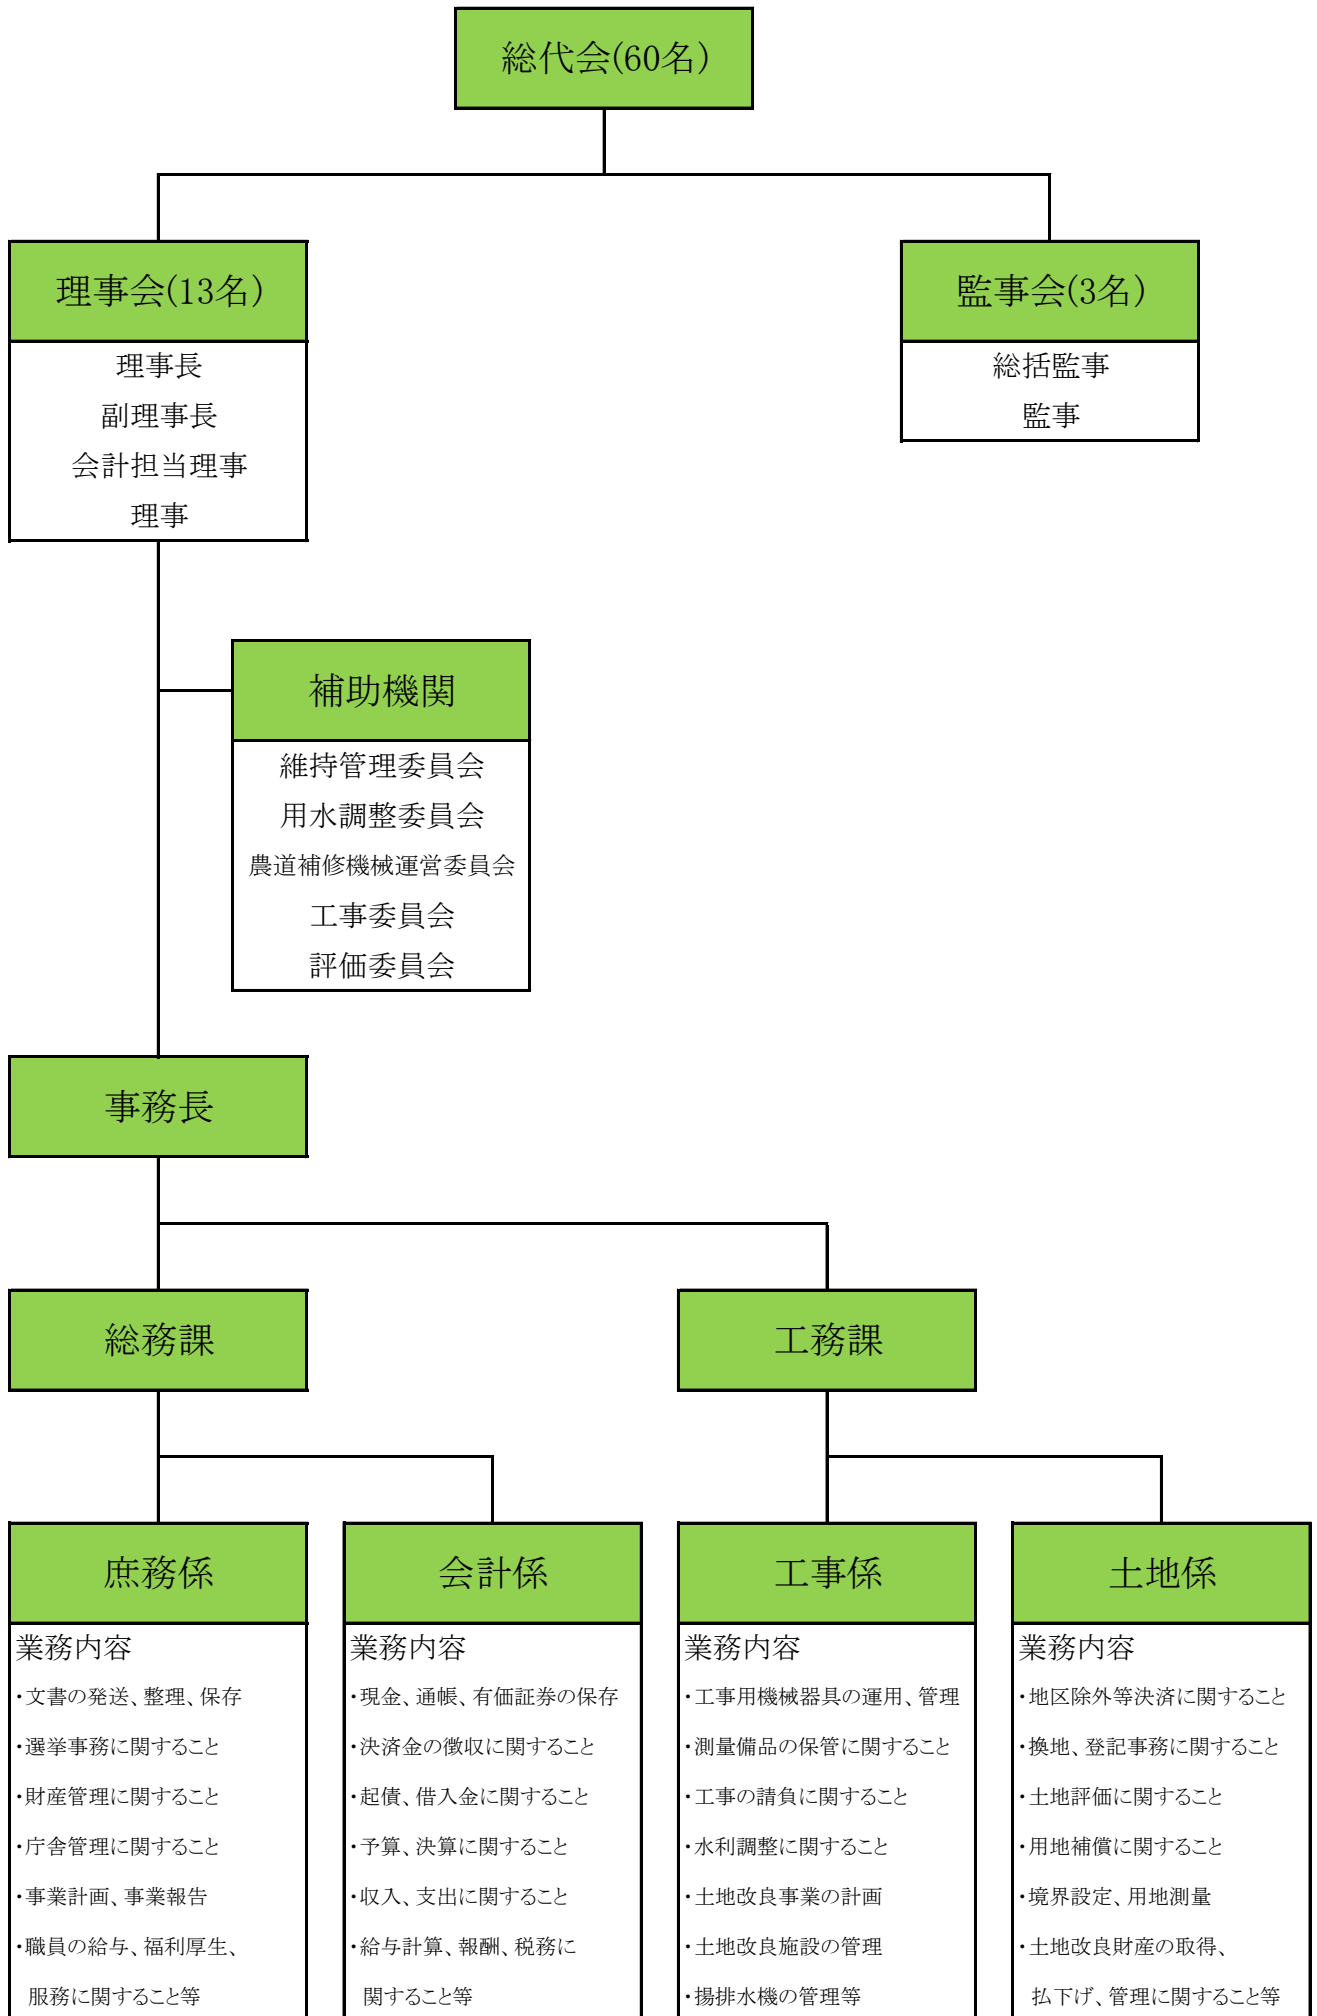 総代会(60名)
理事会(13名)
理事長
副理事長
会計担当理事
理事
監事会(3名)
総括監事
監事
補助機関
維持管理委員会
用水調整委員会
農道補修機械運営委員会
工事委員会
評価委員会
事務長
総務課
工務課
庶務係
業務内容
・文書の発送、整理、保存
・選挙事務に関すること
・財産管理に関すること
・庁舎管理に関すること
・事業計画、事業報告
・職員の給与、福利厚生、
服務に関すること等
会計係
業務内容
・現金、通帳、有価証券の保存
・決済金の徴収に関すること
・起債、借入金に関すること
・予算、決算に関すること
・収入、支出に関すること
・給与計算、報酬、税務に
関すること等
工事係
業務内容
・工事用機械器具の運用、管理
・測量備品の保管に関すること
・工事の請負に関すること
・水利調整に関すること
・土地改良事業の計画
・土地改良施設の管理
・揚排水機の管理等
土地係
業務内容
・地区除外等決済に関すること
・換地、登記事務に関すること
・土地評価に関すること
・用地補償に関すること
・境界設定、用地測量
・土地改良財産の取得、
払下げ、管理に関すること等